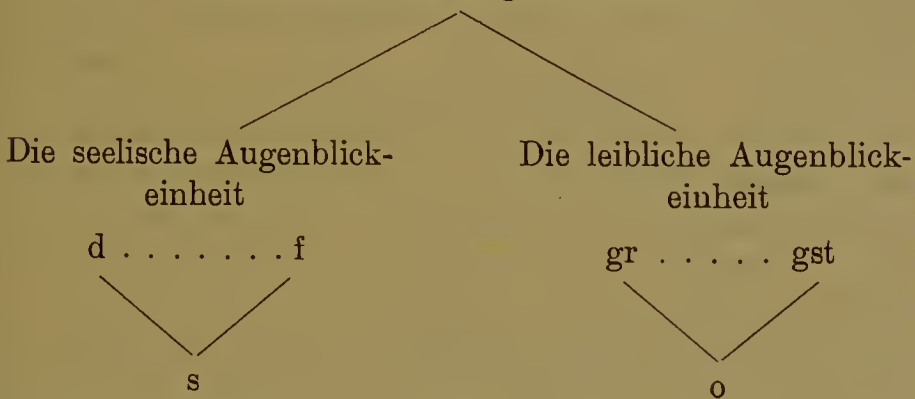 Die seelische Augenblick- Die leibliche Augenblick-
einheit einheit
d . . . . . . . f gr . . . . . gst
s o